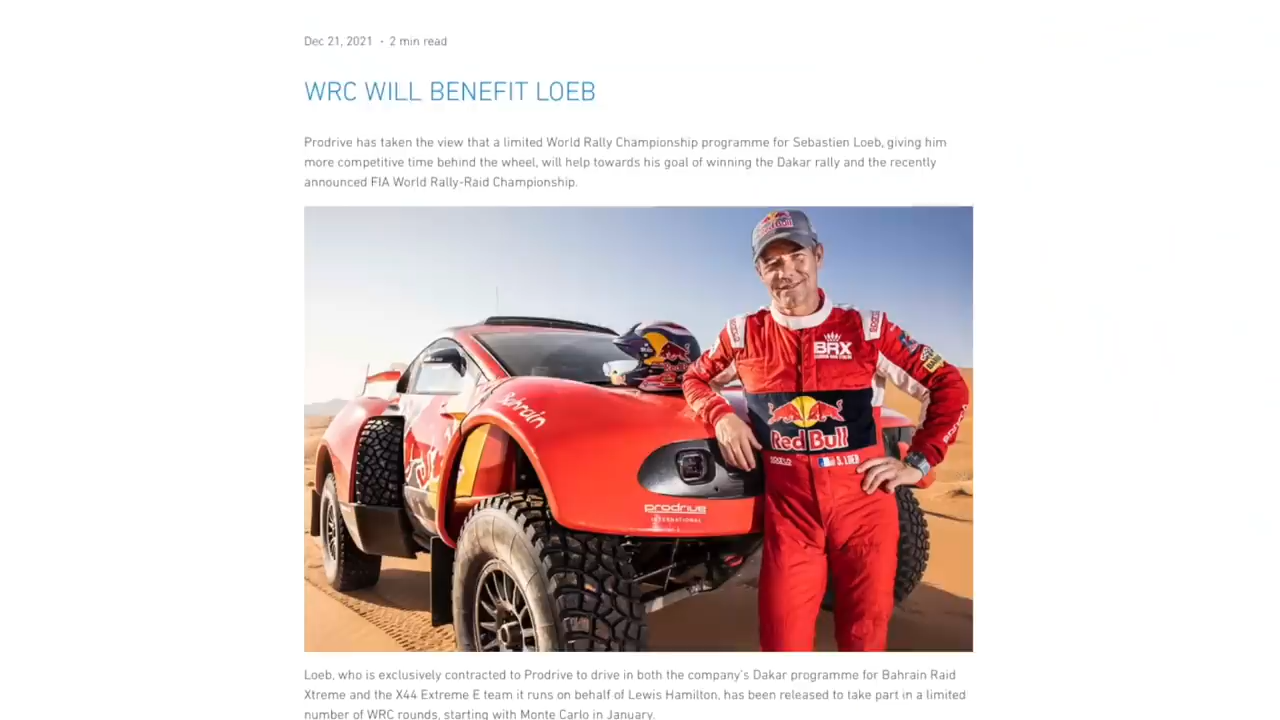 Dec 21, 2021 · 2 min read
WRC WILL BENEFIT LOEB
Prodrive has taken the view that a limited World Rally Championship programme for Sebastien Loeb, giving him
more competitive time behind the wheel, will help towards his goal of winning the Dakar rally and the recently
announced FIA World Rally-Raid Championship.
Red Bull
BRX
Bahrain
Red Bull
prodrive
INTERNATIONAL
S. LOEB
Loeb, who is exclusively contracted to Prodrive to drive in both the company's Dakar programme for Bahrain Raid
Xtreme and the X44 Extreme E team it runs on behalf of Lewis Hamilton, has been released to take part in a limited
number of WRC rounds, starting with Monte Carlo in January.